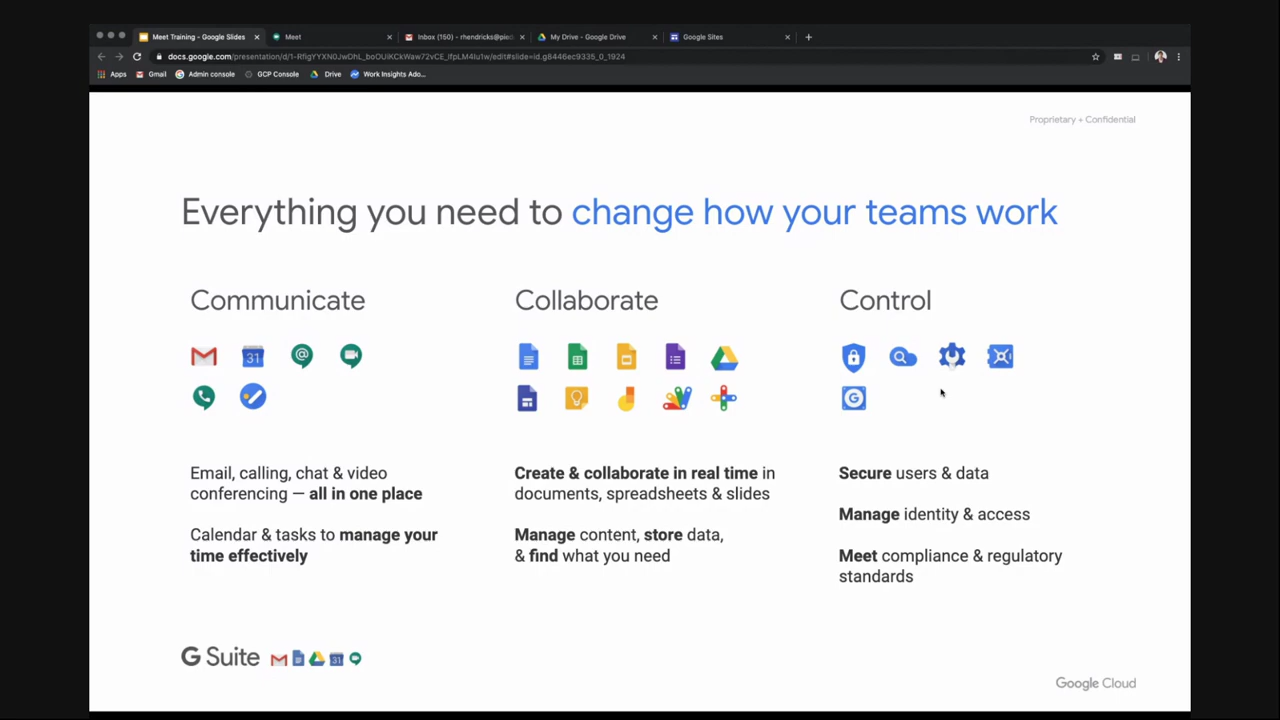 Meet Training - Google Slides
Meet
Inbox (150) - rhendricks@pied
My Drive - Google Drive
Google Sites
Apps
Gmail
Admin console
GCP Console
Drive
Work Insights Ado...
Proprietary + Confidential
Everything you need to change how your teams work
Communicate
31
Email, calling, chat & video
conferencing — all in one place
Calendar & tasks to manage your
time effectively
Collaborate
Create & collaborate in real time in
documents, spreadsheets & slides
Manage content, store data,
& find what you need
Control
G
Secure users & data
Manage identity & access
Meet compliance & regulatory
standards
G Suite
31
Google Cloud